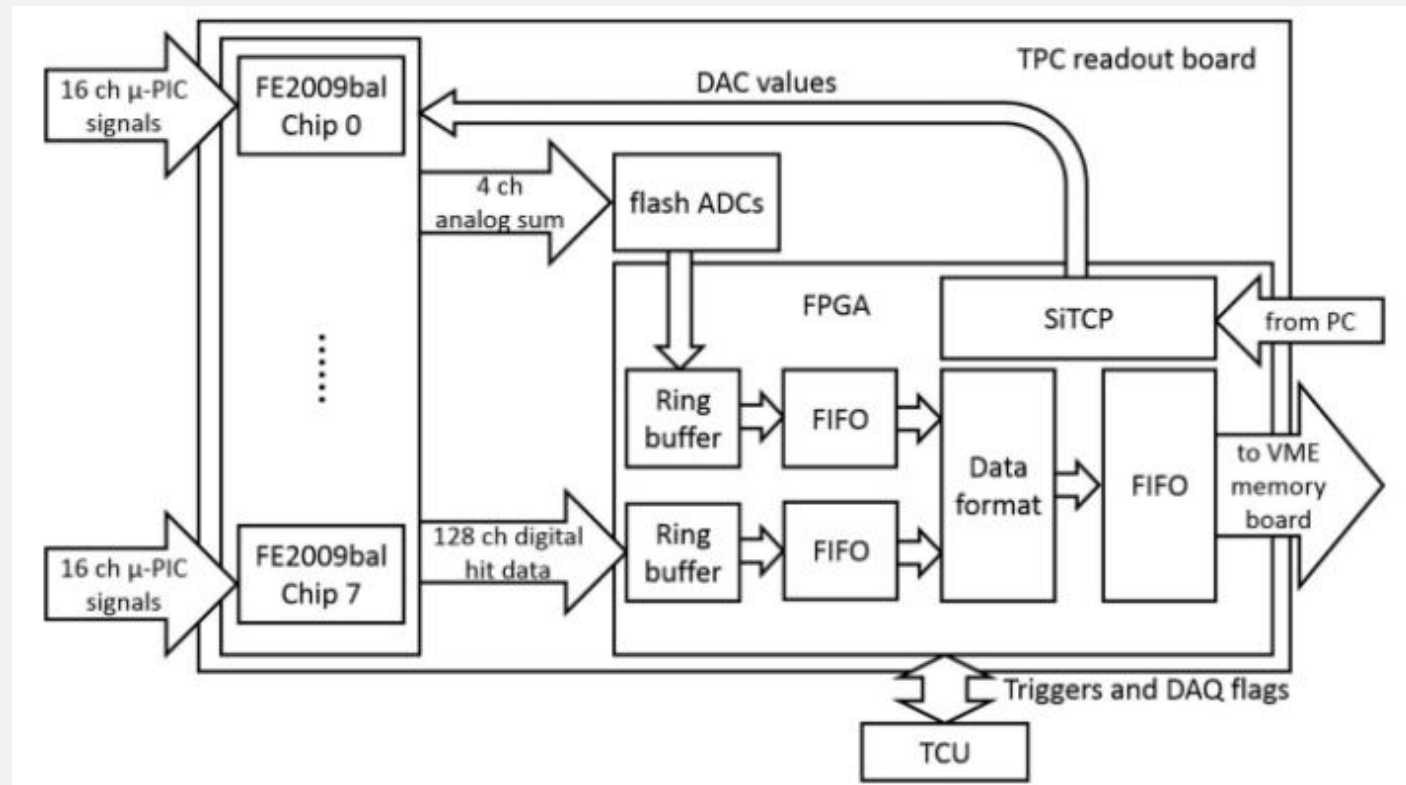 TPC readout board
16 ch μ-PIC
signals
FE2009bal
Chip 0
DAC values
4 ch
analog sum
flash ADCs
FPGA
SiTCP
from PC
Ring
buffer
FIFO
Data
format
FIFO
to VME
memory
board
16 ch μ-PIC
signals
FE2009bal
Chip 7
128 ch digital
hit data
Ring
buffer
FIFO
Triggers and DAQ flags
TCU